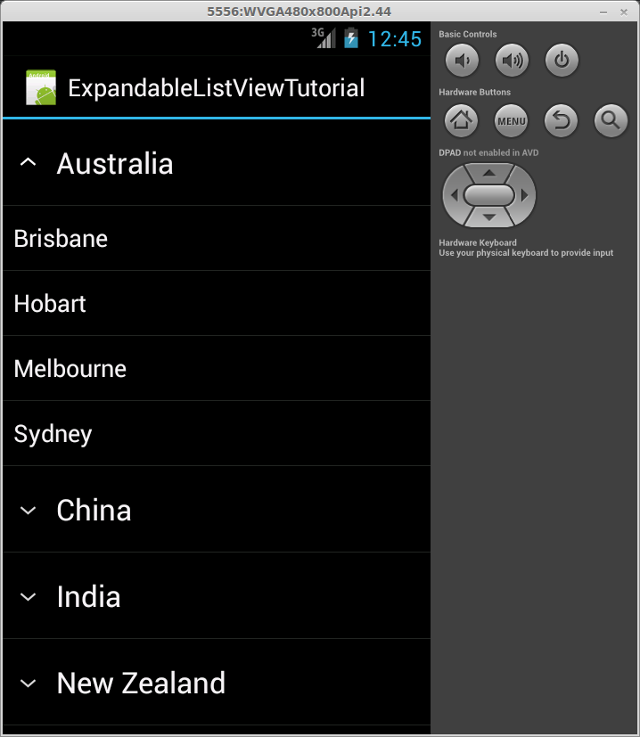 5556:WVGA480x800Api2.44
3G 12:45
Android
ExpandableListViewTutorial
Australia
Brisbane
Hobart
Melbourne
Sydney
China
India
New Zealand
Basic Controls
Hardware Buttons
MENU
DPAD not enabled in AVD
Hardware Keyboard
Use your physical keyboard to provide input